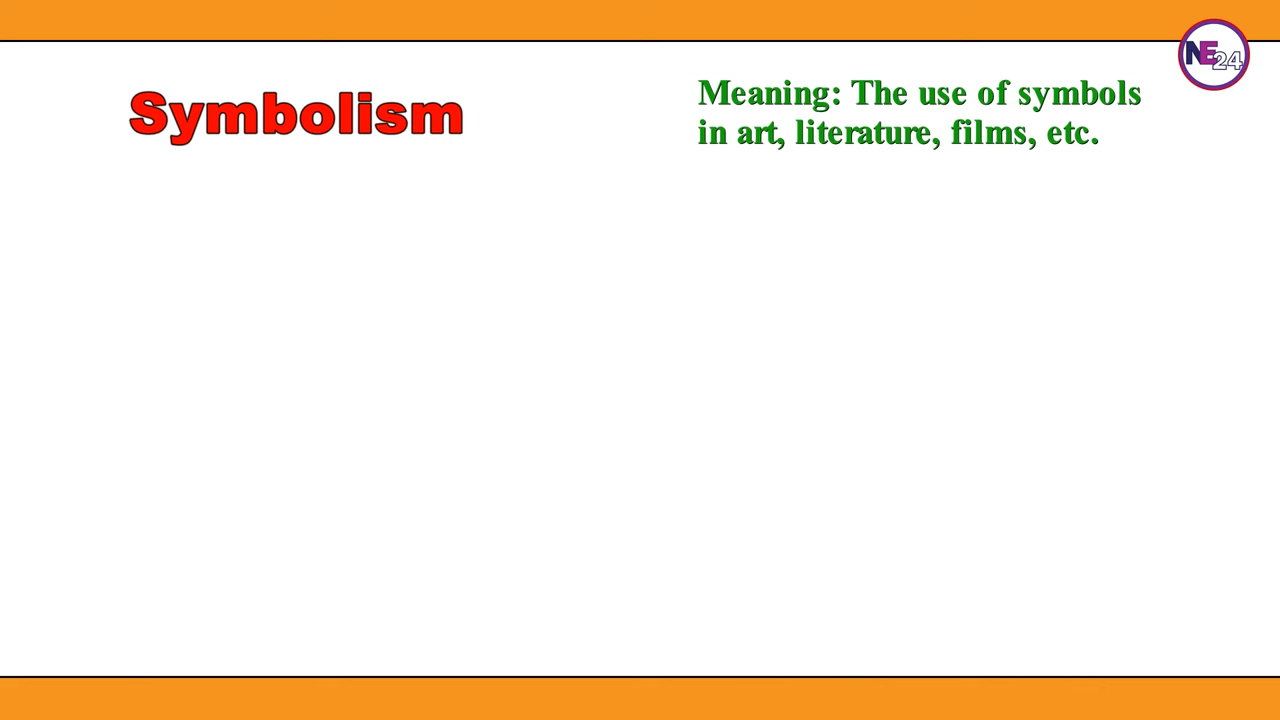 Symbolism
Meaning: The use of symbols
in art, literature, films, etc.
NE24